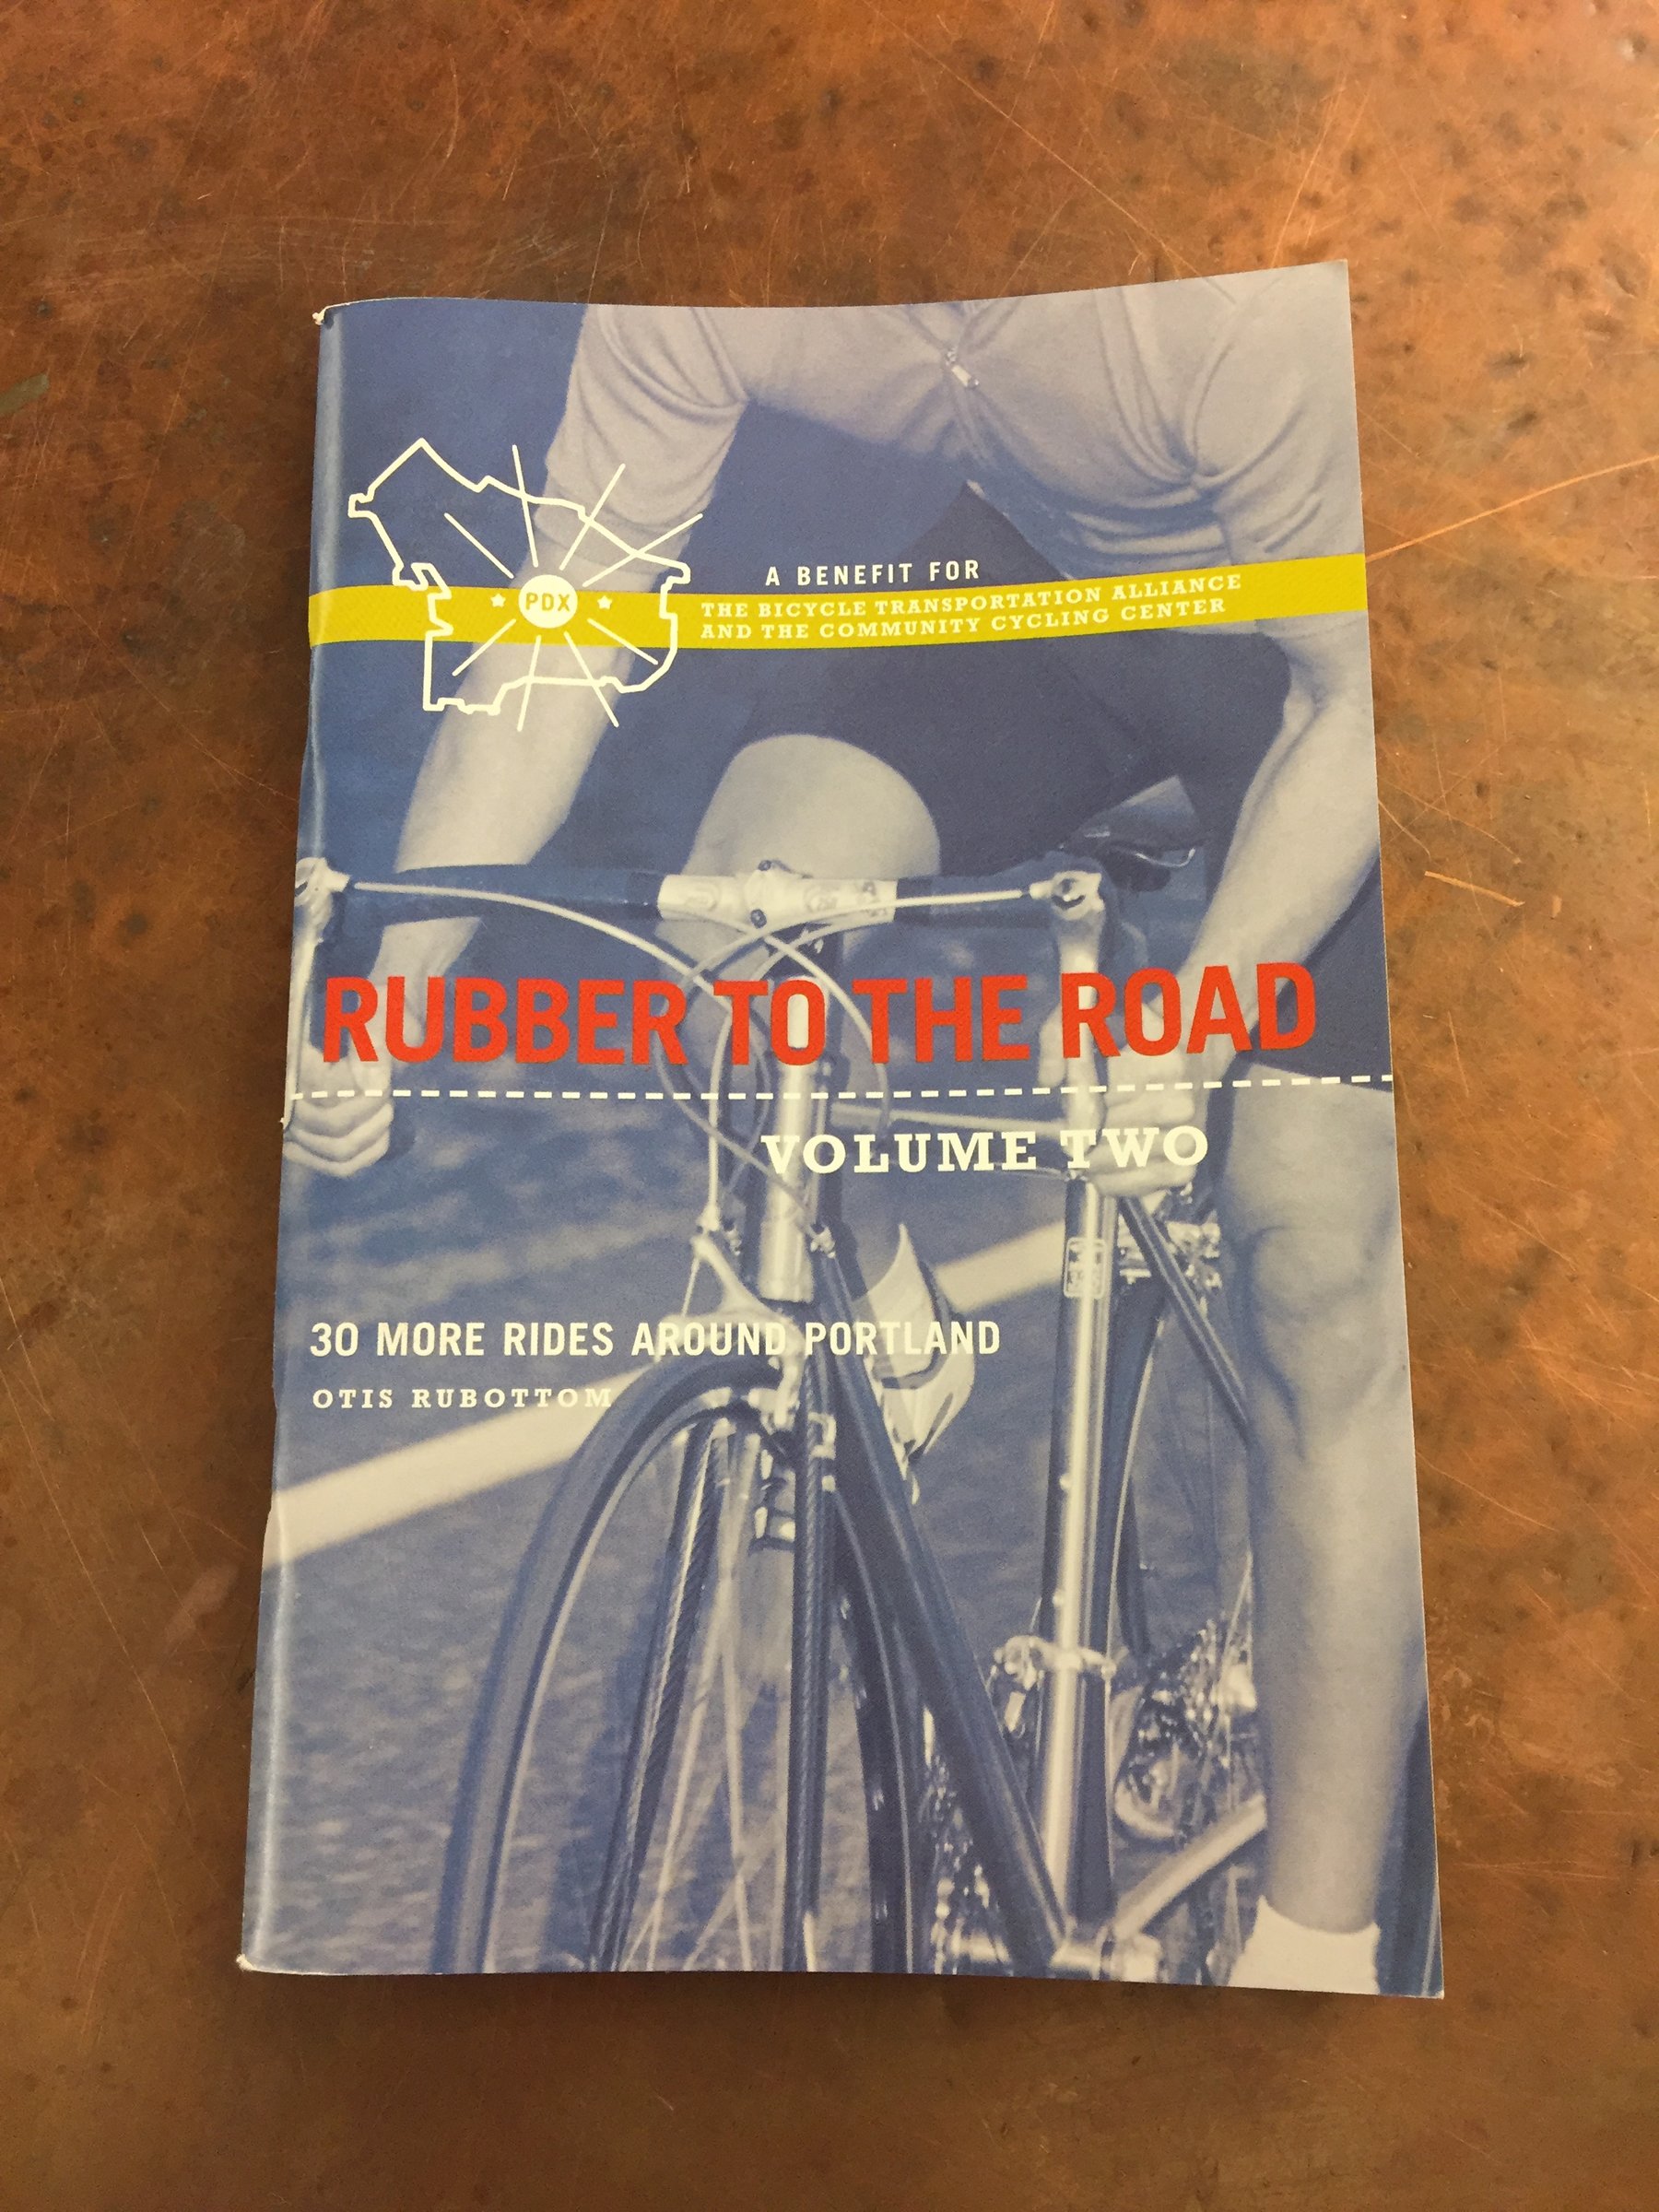 A BENEFIT FOR
PDX
THE BICYCLE TRANSPORTATION ALLIANCE
AND THE COMMUNITY CYCLING CENTER
RUBBER TO THE ROAD
VOLUME TWO
30 MORE RIDES AROUND PORTLAND
OTIS RUBOTTOM